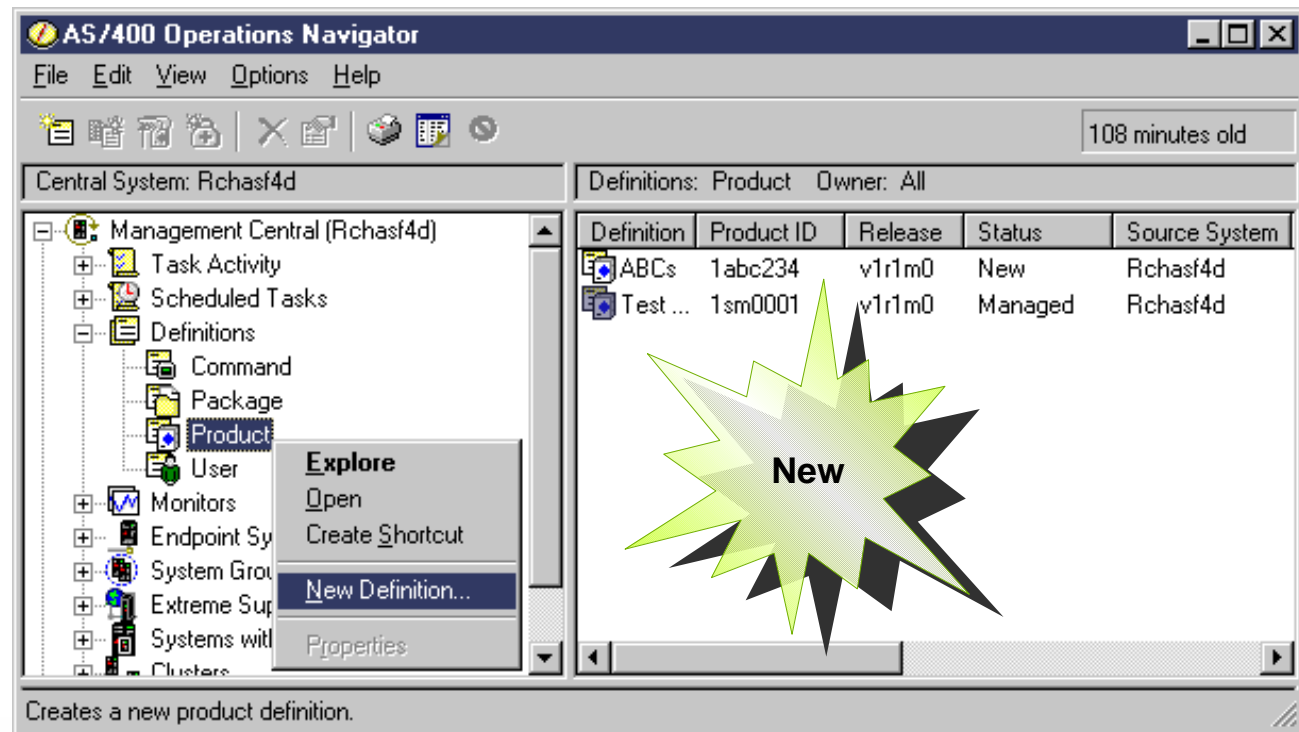 AS/400 Operations Navigator
File Edit View Options Help
108 minutes old
Central System: Rchasf4d
Definitions: Product Owner: All
Management Central (Rchasf4d)
Task Activity
Scheduled Tasks
Definitions
Command
Package
Product
User
Monitors
Endpoint Sy
System Grou
Extreme Sup
Systems with
Clusters
Explore
Open
Create Shortcut
New Definition...
Properties
Definition Product ID Release Status Source System
ABCs 1abc234 v1r1m0 New Rchasf4d
Test ... 1sm0001 v1r1m0 Managed Rchasf4d
New
Creates a new product definition.